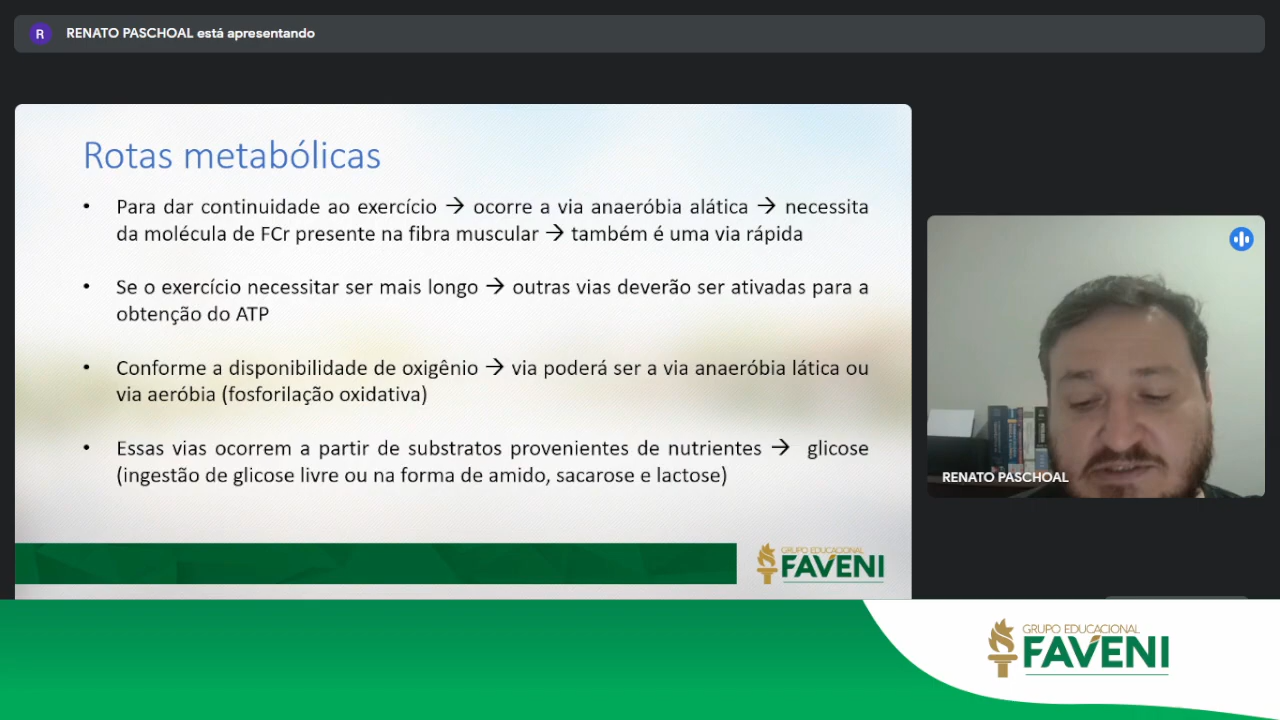 R
RENATO PASCHOAL está apresentando
Rotas metabólicas
• Para dar continuidade ao exercício → ocorre a via anaeróbia alática → necessita
da molécula de FCr presente na fibra muscular → também é uma via rápida
• Se o exercício necessitar ser mais longo → outras vias deverão ser ativadas para a
obtenção do ATP
• Conforme a disponibilidade de oxigênio → via poderá ser a via anaeróbia lática ou
via aeróbia (fosforilação oxidativa)
• Essas vias ocorrem a partir de substratos provenientes de nutrientes → glicose
(ingestão de glicose livre ou na forma de amido, sacarose e lactose)
GRUPO EDUCACIONAL
FAVENI
RENATO PASCHOAL
GRUPO EDUCACIONAL
FAVENI